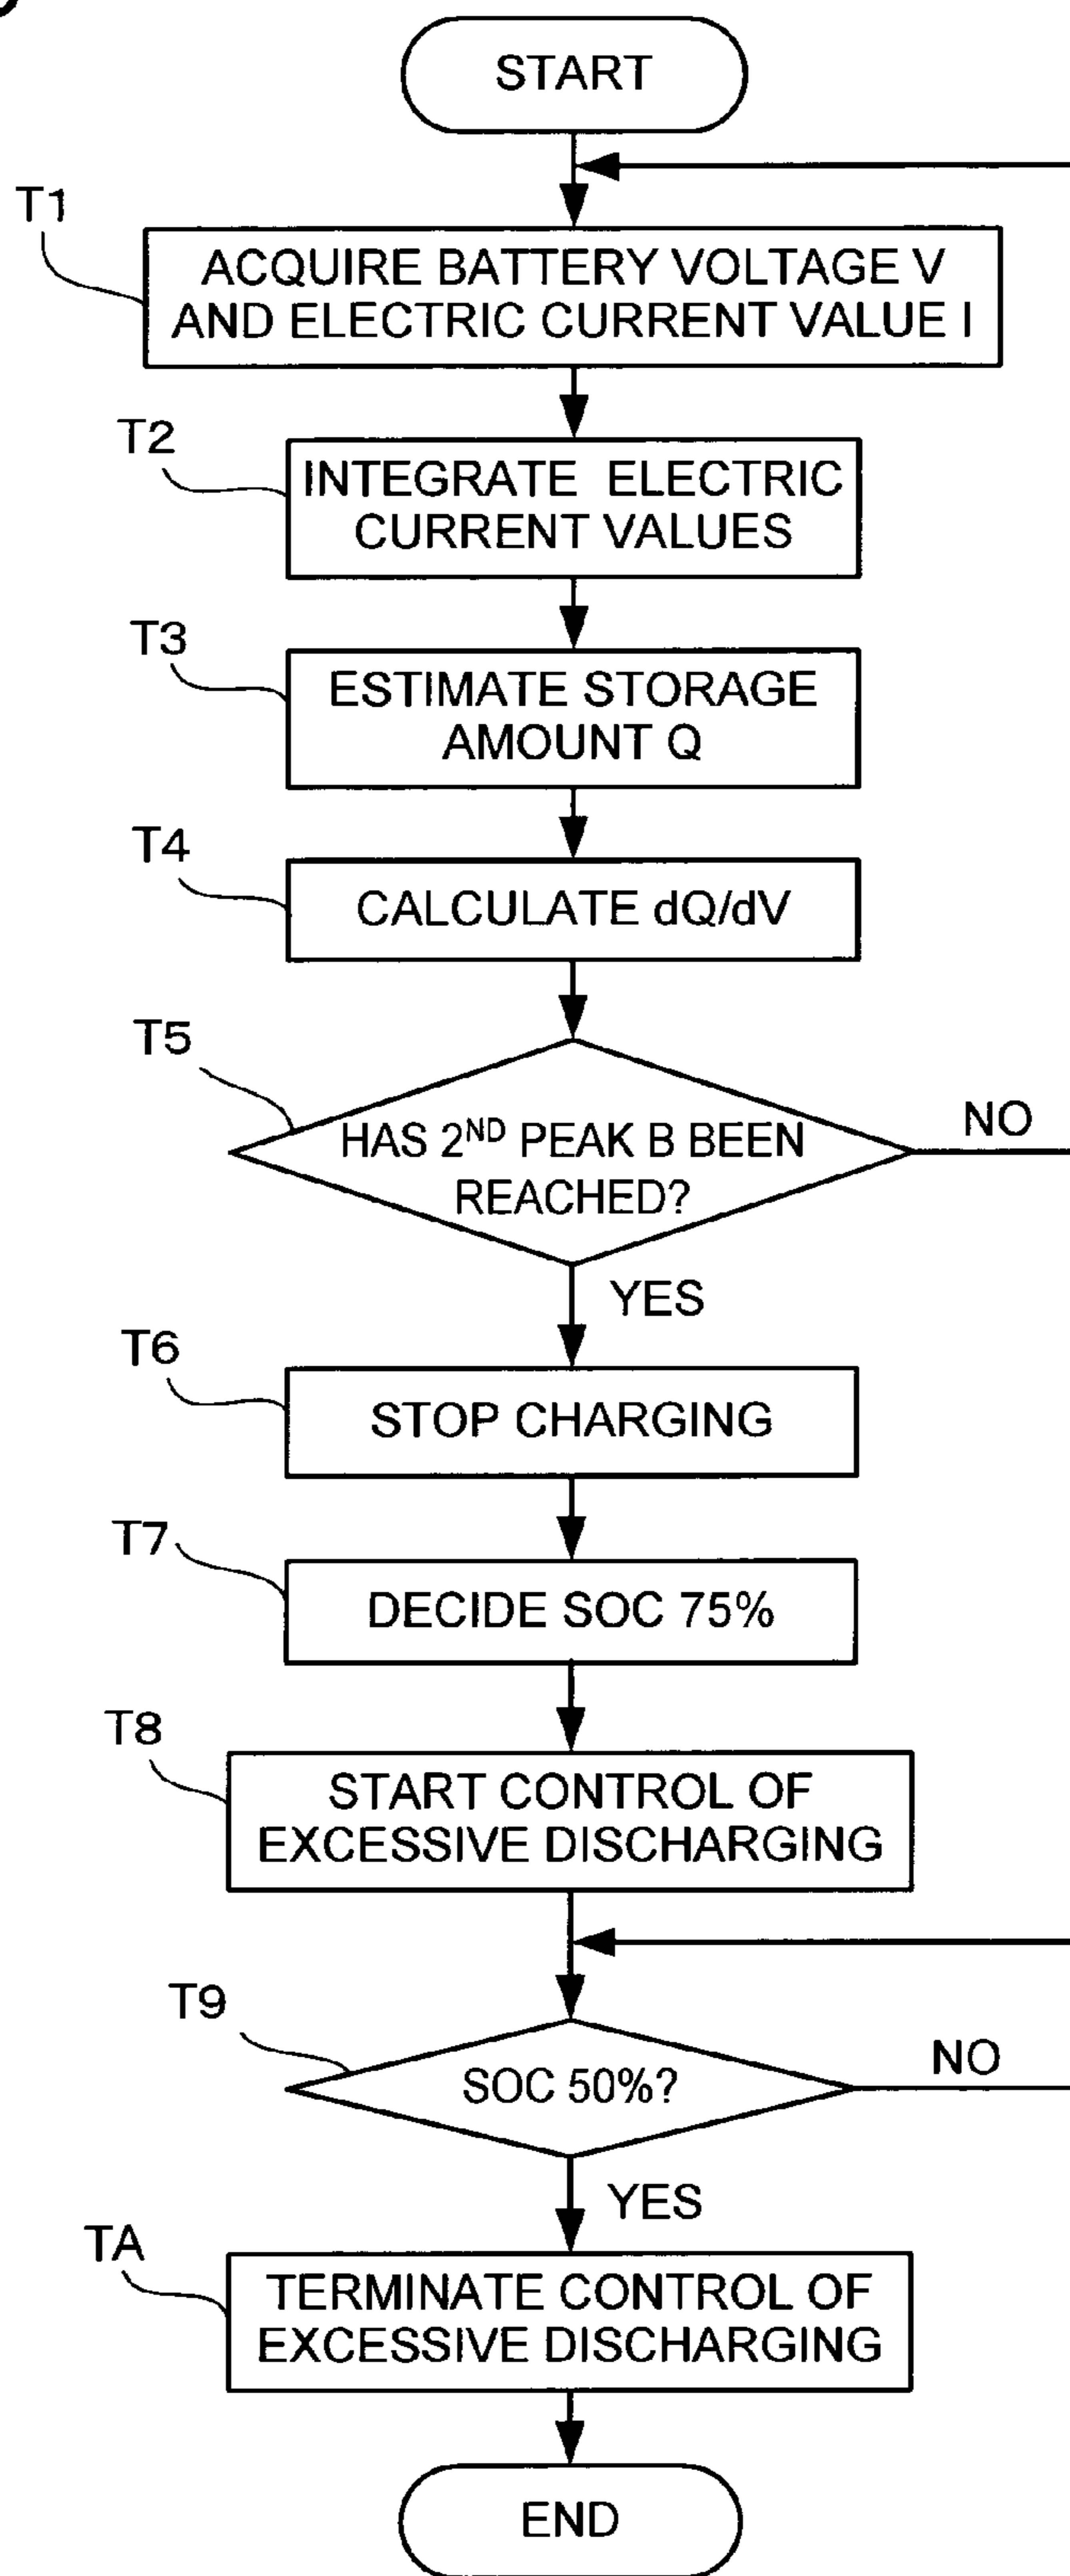 START
T1
ACQUIRE BATTERY VOLTAGE V
AND ELECTRIC CURRENT VALUE I
T2
INTEGRATE ELECTRIC
CURRENT VALUES
T3
ESTIMATE STORAGE
AMOUNT Q
T4
CALCULATE dQ/dV
T5
HAS 2ND PEAK B BEEN
REACHED?
NO
YES
T6
STOP CHARGING
T7
DECIDE SOC 75%
T8
START CONTROL OF
EXCESSIVE DISCHARGING
T9
SOC 50%?
NO
YES
TA
TERMINATE CONTROL OF
EXCESSIVE DISCHARGING
END